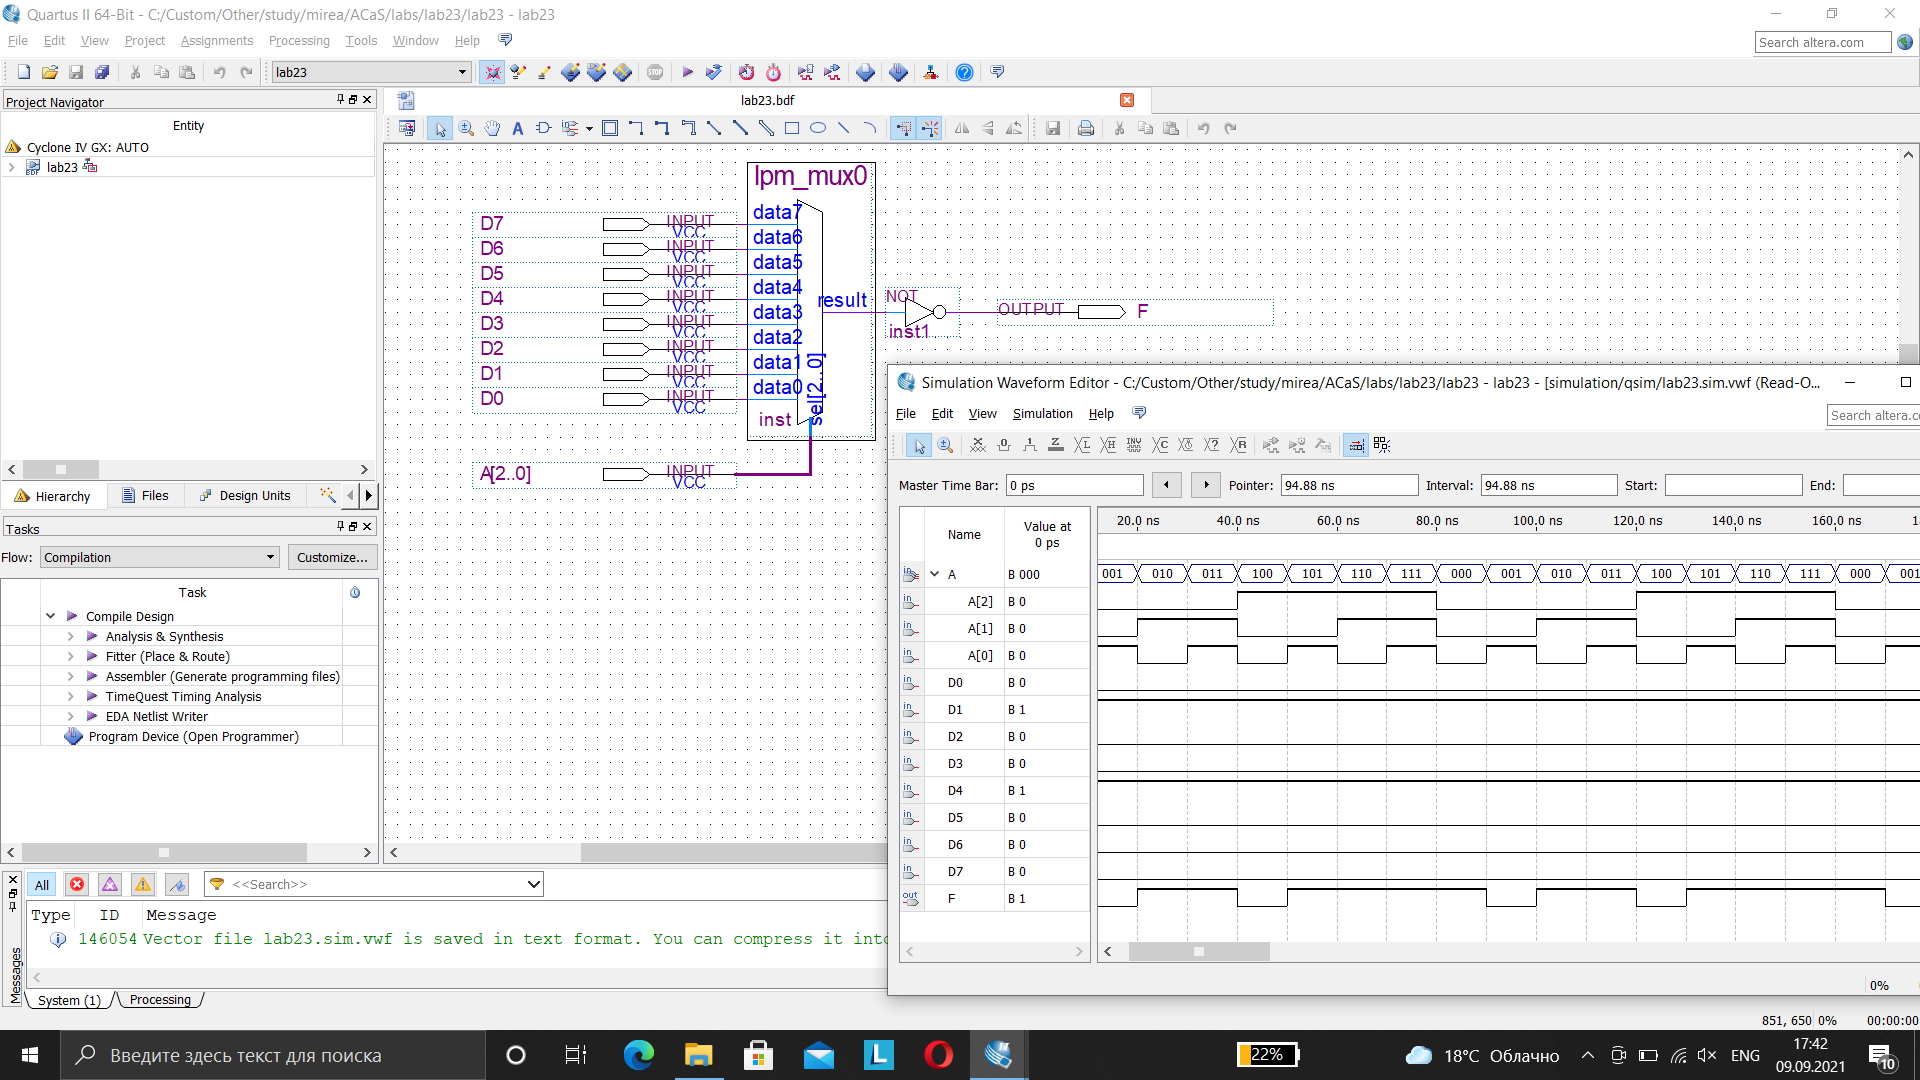 Quartus II 64-Bit - C:/Custom/Other/study/mirea/ACaS/labs/lab23/lab23 - lab23
File Edit View Project Assignments Processing Tools Window Help
Search altera.com
lab23
Project Navigator
Entity
Cyclone IV GX: AUTO
lab23
Hierarchy Files Design Units
Tasks
Flow: Compilation Customize...
Task
Compile Design
Analysis & Synthesis
Fitter (Place & Route)
Assembler (Generate programming files)
TimeQuest Timing Analysis
EDA Netlist Writer
Program Device (Open Programmer)
lab23.bdf
lpm_mux0
D7 INPUT VCC data7
D6 INPUT VCC data6
D5 INPUT VCC data5
D4 INPUT VCC data4
D3 INPUT VCC data3
D2 INPUT VCC data2
D1 INPUT VCC data1
D0 INPUT VCC data0
result
sel[2..0]
inst
A[2..0] INPUT VCC
NOT
inst1
OUTPUT F
Simulation Waveform Editor - C:/Custom/Other/study/mirea/ACaS/labs/lab23/lab23 - lab23 - [simulation/qsim/lab23.sim.vwf (Read-O...
File Edit View Simulation Help
Search altera.c
Master Time Bar: 0 ps Pointer: 94.88 ns Interval: 94.88 ns Start: End:
Name Value at 0 ps
20.0 ns 40.0 ns 60.0 ns 80.0 ns 100.0 ns 120.0 ns 140.0 ns 160.0 ns
A B 000 001 010 011 100 101 110 111 000 001 010 011 100 101 110 111 000 001
A[2] B 0
A[1] B 0
A[0] B 0
D0 B 0
D1 B 1
D2 B 0
D3 B 0
D4 B 1
D5 B 0
D6 B 0
D7 B 0
F B 1
0%
All <<Search>>
Type ID Message
146054 Vector file lab23.sim.vwf is saved in text format. You can compress it into
Messages
System (1) Processing
851, 650 0% 00:00:00
Введите здесь текст для поиска
22%
18°C Облачно
ENG
17:42
09.09.2021
10